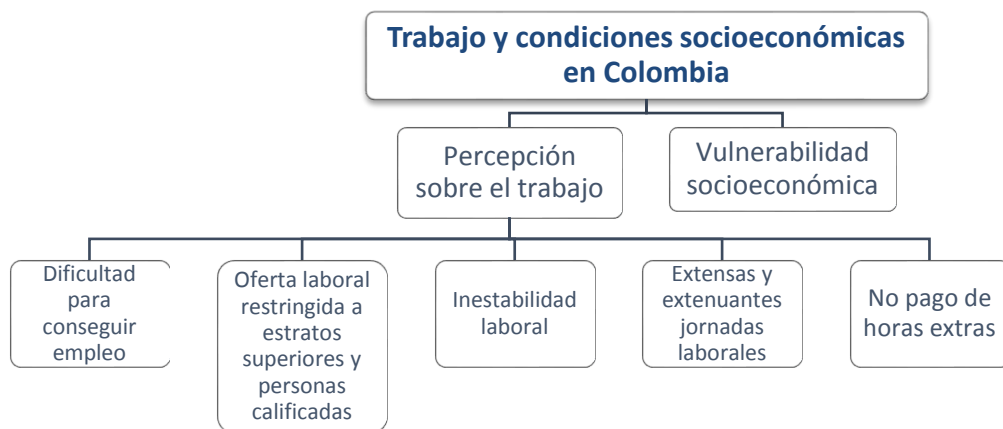 Trabajo y condiciones socioeconómicas
en Colombia
Percepción
sobre el trabajo
Vulnerabilidad
socioeconómica
Dificultad
para
conseguir
empleo
Oferta laboral
restringida a
estratos
superiores y
personas
calificadas
Inestabilidad
laboral
Extensas y
extenuantes
jornadas
laborales
No pago de
horas extras